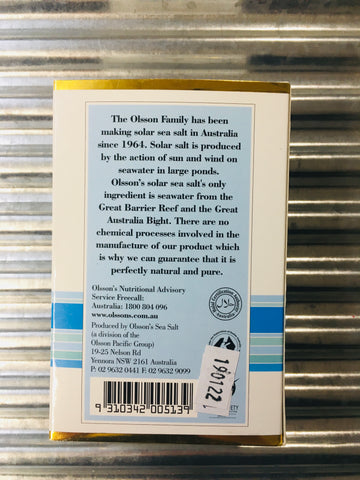 The Olsson Family has been
making solar sea salt in Australia
since 1964. Solar salt is produced
by the action of sun and wind on
seawater in large ponds.
Olsson's solar sea salt's only
ingredient is seawater from the
Great Barrier Reef and the Great
Australia Bight. There are no
chemical processes involved in the
manufacture of our product which
is why we can guarantee that it is
perfectly natural and pure.
Olsson's Nutritional Advisory
Service Freecall:
Australia: 1800 804 096
www.olssons.com.au
Produced by Olsson's Sea Salt
(a division of the
Olsson Pacific Group)
19-25 Nelson Rd
Yennora NSW 2161 Australia
P: 02 9632 0441 F: 02 9632 9099
9 310342 005139
190122